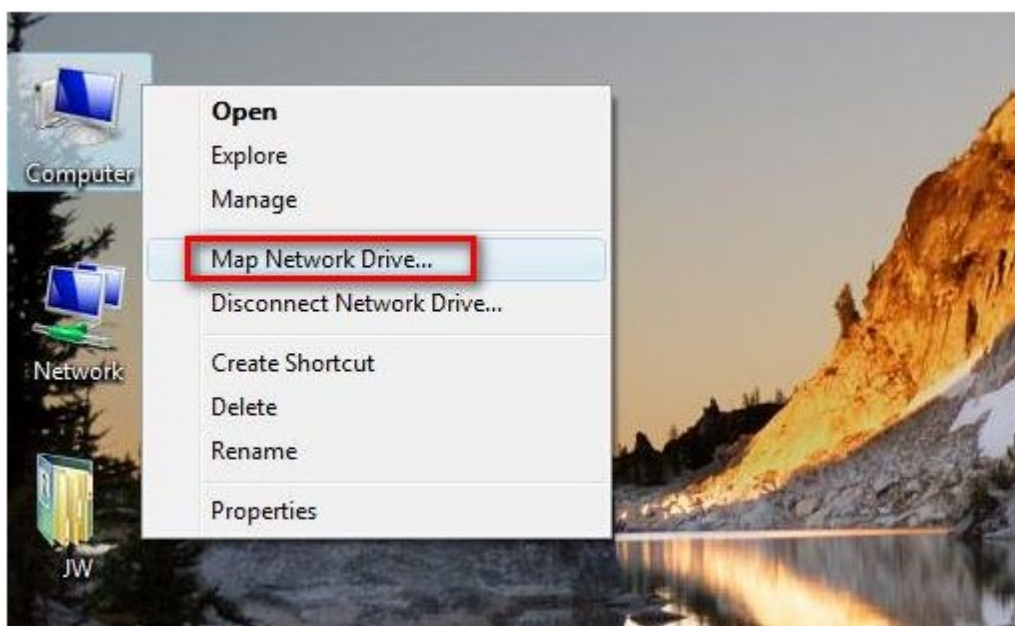 Computer
Network
JW
Open
Explore
Manage
Map Network Drive...
Disconnect Network Drive...
Create Shortcut
Delete
Rename
Properties